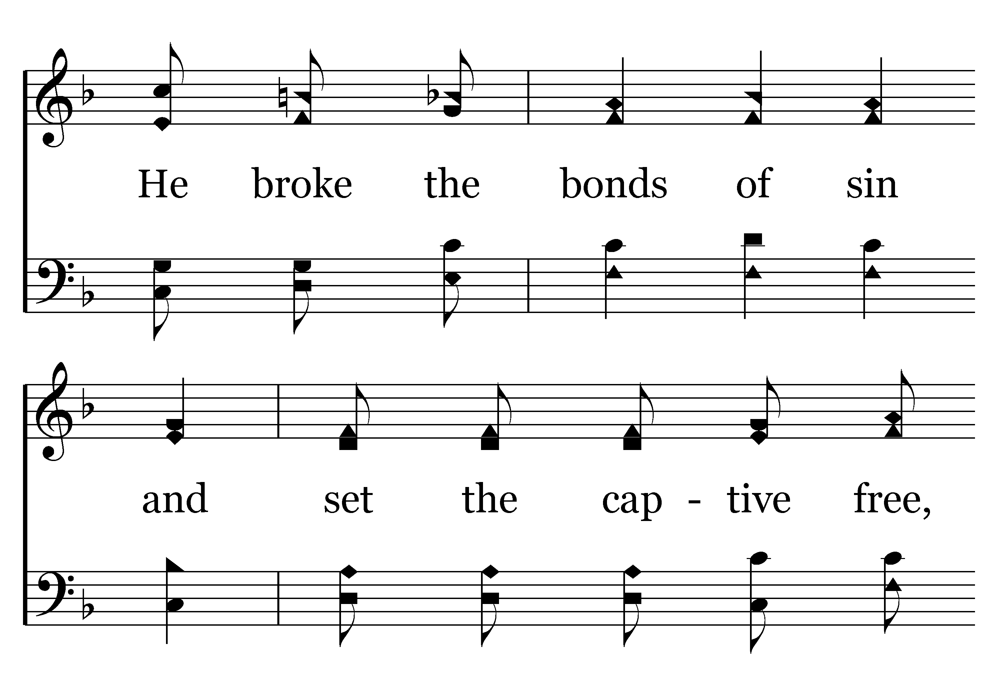 He broke the bonds of sin
and set the cap - tive free,